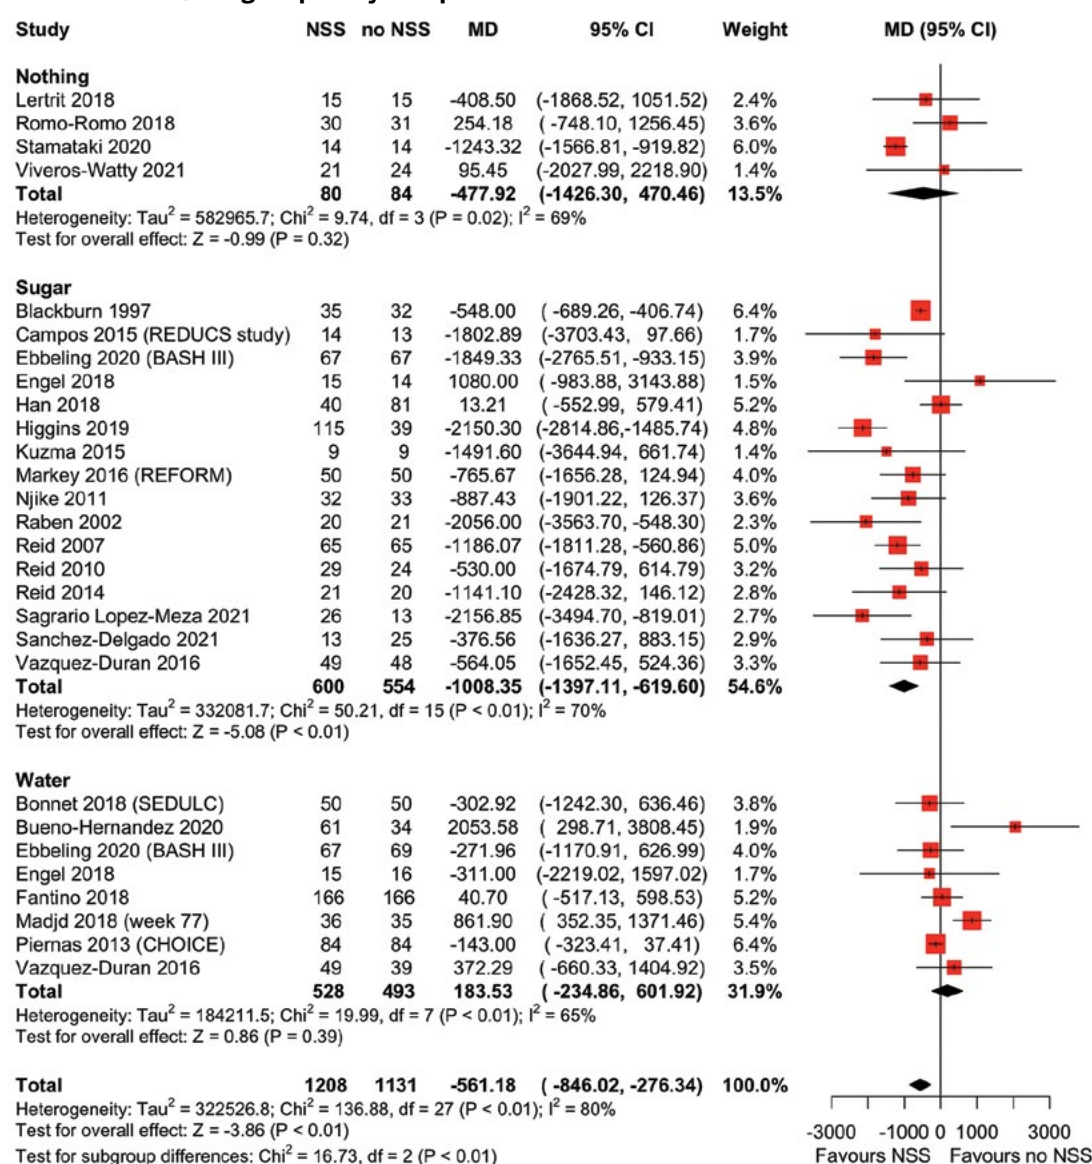 Study NSS no NSS MD 95% CI Weight MD (95% CI)
Nothing
Lertrit 2018 15 15 -408.50 (-1868.52, 1051.52) 2.4%
Romo-Romo 2018 30 31 254.18 ( -748.10, 1256.45) 3.6%
Stamataki 2020 14 14 -1243.32 (-1566.81, -919.82) 6.0%
Viveros-Watty 2021 21 24 95.45 (-2027.99, 2218.90) 1.4%
Total 80 84 -477.92 (-1426.30, 470.46) 13.5%
Heterogeneity: Tau² = 582965.7; Chi² = 9.74, df = 3 (P = 0.02); I² = 69%
Test for overall effect: Z = -0.99 (P = 0.32)
Sugar
Blackburn 1997 35 32 -548.00 ( -689.26, -406.74) 6.4%
Campos 2015 (REDUCS study) 14 13 -1802.89 (-3703.43, 97.66) 1.7%
Ebbeling 2020 (BASH III) 67 67 -1849.33 (-2765.51, -933.15) 3.9%
Engel 2018 15 14 1080.00 ( -983.88, 3143.88) 1.5%
Han 2018 40 81 13.21 ( -552.99, 579.41) 5.2%
Higgins 2019 115 39 -2150.30 (-2814.86,-1485.74) 4.8%
Kuzma 2015 9 9 -1491.60 (-3644.94, 661.74) 1.4%
Markey 2016 (REFORM) 50 50 -765.67 (-1656.28, 124.94) 4.0%
Njike 2011 32 33 -887.43 (-1901.22, 126.37) 3.6%
Raben 2002 20 21 -2056.00 (-3563.70, -548.30) 2.3%
Reid 2007 65 65 -1186.07 (-1811.28, -560.86) 5.0%
Reid 2010 29 24 -530.00 (-1674.79, 614.79) 3.2%
Reid 2014 21 20 -1141.10 (-2428.32, 146.12) 2.8%
Sagrario Lopez-Meza 2021 26 13 -2156.85 (-3494.70, -819.01) 2.7%
Sanchez-Delgado 2021 13 25 -376.56 (-1636.27, 883.15) 2.9%
Vazquez-Duran 2016 49 48 -564.05 (-1652.45, 524.36) 3.3%
Total 600 554 -1008.35 (-1397.11, -619.60) 54.6%
Heterogeneity: Tau² = 332081.7; Chi² = 50.21, df = 15 (P < 0.01); I² = 70%
Test for overall effect: Z = -5.08 (P < 0.01)
Water
Bonnet 2018 (SEDULC) 50 50 -302.92 (-1242.30, 636.46) 3.8%
Bueno-Hernandez 2020 61 34 2053.58 ( 298.71, 3808.45) 1.9%
Ebbeling 2020 (BASH III) 67 69 -271.96 (-1170.91, 626.99) 4.0%
Engel 2018 15 16 -311.00 (-2219.02, 1597.02) 1.7%
Fantino 2018 166 166 40.70 ( -517.13, 598.53) 5.2%
Madjd 2018 (week 77) 36 35 861.90 ( 352.35, 1371.46) 5.4%
Piernas 2013 (CHOICE) 84 84 -143.00 ( -323.41, 37.41) 6.4%
Vazquez-Duran 2016 49 39 372.29 ( -660.33, 1404.92) 3.5%
Total 528 493 183.53 ( -234.86, 601.92) 31.9%
Heterogeneity: Tau² = 184211.5; Chi² = 19.99, df = 7 (P < 0.01); I² = 65%
Test for overall effect: Z = 0.86 (P = 0.39)
Total 1208 1131 -561.18 ( -846.02, -276.34) 100.0%
Heterogeneity: Tau² = 322526.8; Chi² = 136.88, df = 27 (P < 0.01); I² = 80%
Test for overall effect: Z = -3.86 (P < 0.01)
Test for subgroup differences: Chi² = 16.73, df = 2 (P < 0.01)
-3000 -1000 0 1000 3000
Favours NSS Favours no NSS